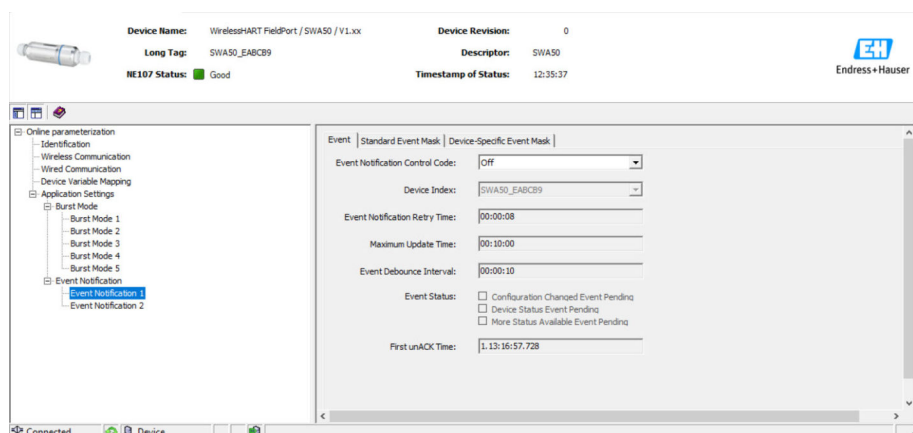 Device Name: WirelessHART FieldPort / SWA50 / V1.xx Device Revision: 0
Long Tag: SWA50_EABCB9 Descriptor: SWA50
NE107 Status: Good Timestamp of Status: 12:35:37
EH
Endress+Hauser
Online parameterization
Identification
Wireless Communication
Wired Communication
Device Variable Mapping
Application Settings
Burst Mode
Burst Mode 1
Burst Mode 2
Burst Mode 3
Burst Mode 4
Burst Mode 5
Event Notification
Event Notification 1
Event Notification 2
Event Standard Event Mask Device-Specific Event Mask
Event Notification Control Code: Off
Device Index: SWA50_EABCB9
Event Notification Retry Time: 00:00:08
Maximum Update Time: 00:10:00
Event Debounce Interval: 00:00:10
Event Status: Configuration Changed Event Pending
Device Status Event Pending
More Status Available Event Pending
First unACK Time: 1.13:16:57.728
Connected Device